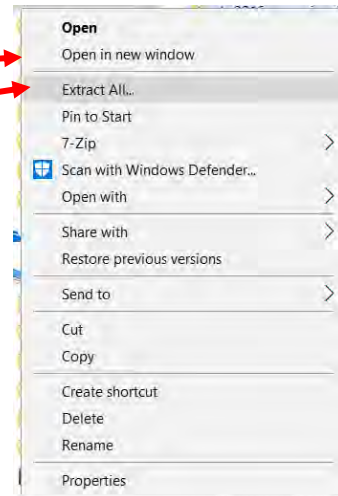 Open
Open in new window
Extract All...
Pin to Start
7-Zip
Scan with Windows Defender...
Open with
Share with
Restore previous versions
Send to
Cut
Copy
Create shortcut
Delete
Rename
Properties